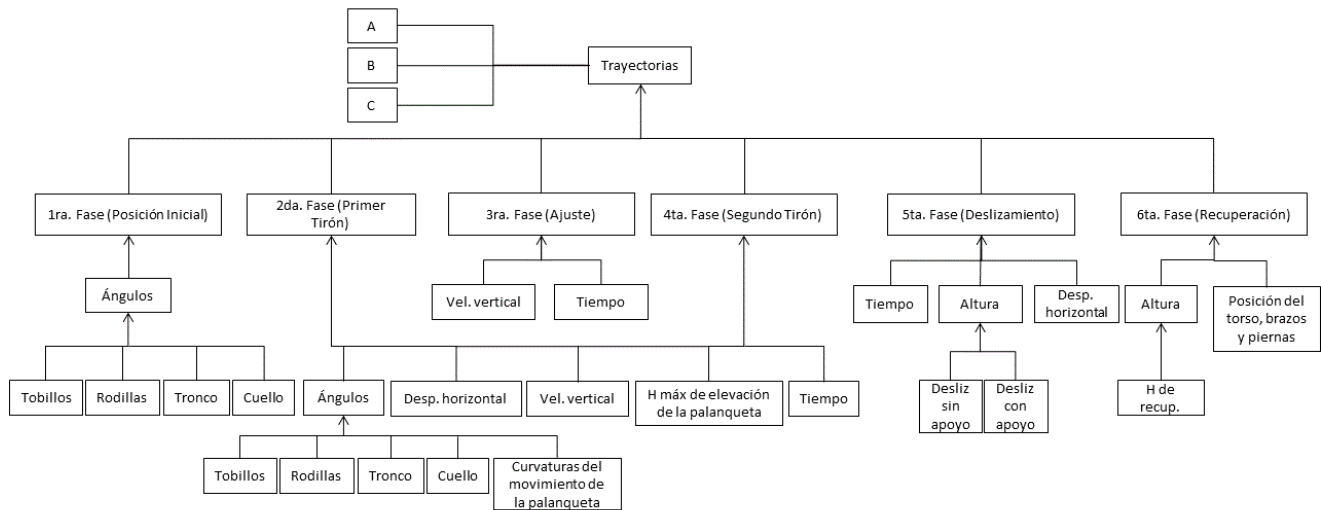 A
B
C
Trayectorias
1ra. Fase (Posición Inicial)
2da. Fase (Primer
Tirón)
3ra. Fase (Ajuste)
4ta. Fase (Segundo Tirón)
5ta. Fase (Deslizamiento)
6ta. Fase (Recuperación)
Ángulos
Vel. vertical
Tiempo
Tiempo
Altura
Desp.
horizontal
Altura
Posición del
torso, brazos
y piernas
Tobillos
Rodillas
Tronco
Cuello
Ángulos
Desp. horizontal
Vel. vertical
H máx de elevación
de la palanqueta
Tiempo
Desliz
sin
apoyo
Desliz
con
apoyo
H de
recup.
Tobillos
Rodillas
Tronco
Cuello
Curvaturas del
movimiento de
la palanqueta